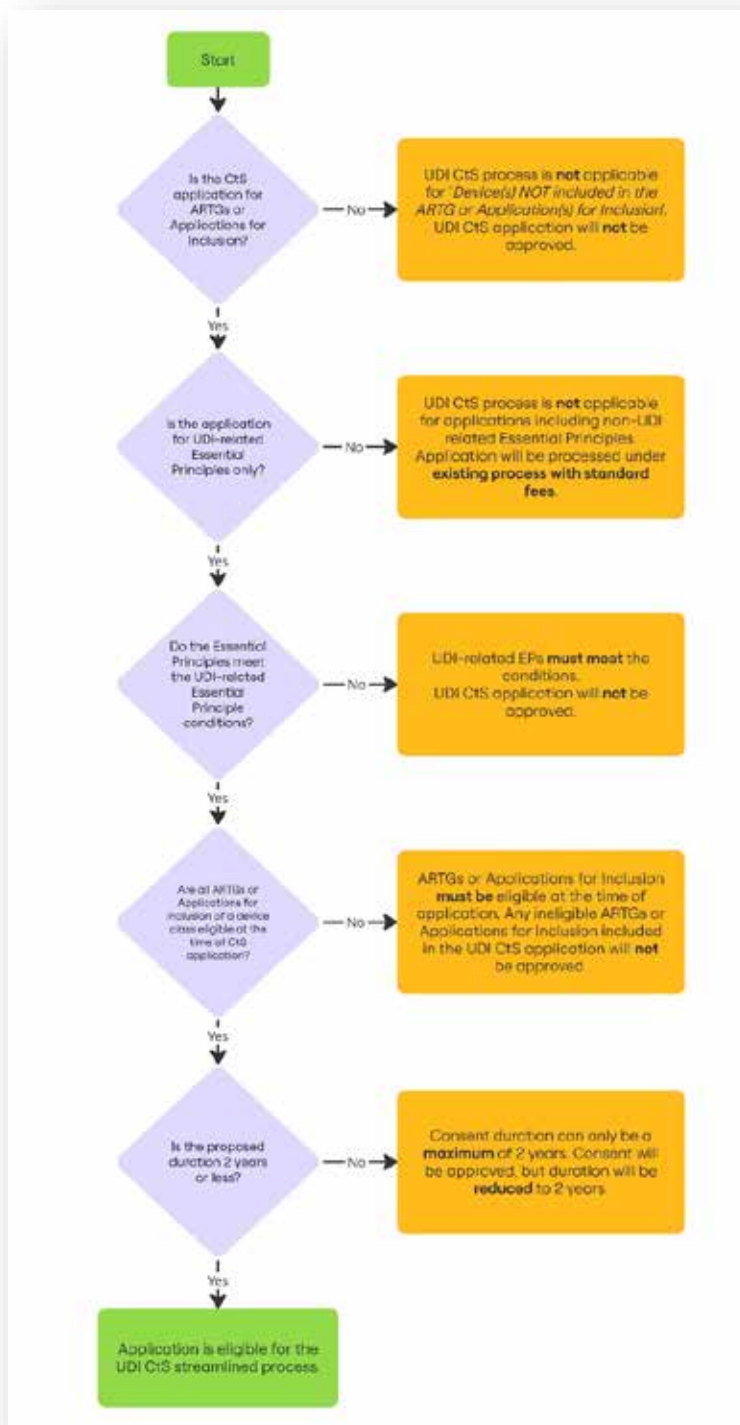 Start
Is the CtS
application for
ARTGs or
Applications for
Inclusion?
No
UDI CtS process is not applicable
for 'Device(s) NOT included in the
ARTG or Application(s) for Inclusion'.
UDI CtS application will not be
approved.
Yes
Is the application
for UDI-related
Essential
Principles only?
No
UDI CtS process is not applicable
for applications including non-UDI
related Essential Principles
Application will be processed under
existing process with standard
fees.
Yes
Do the Essential
Principles meet
the UDI-related
Essential
Principle
conditions?
No
UDI-related EPs must meet the
conditions.
UDI CtS application will not be
approved.
Yes
Are all ARTGs or
Applications for
Inclusion of a device
class eligible at the
time of CtS
application?
No
ARTGs or Applications for Inclusion
must be eligible at the time of
application. Any ineligible ARTGs or
Applications for Inclusion included
in the UDI CtS application will not
be approved
Yes
Is the proposed
duration 2 years
or less?
No
Consent duration can only be a
maximum of 2 years. Consent will
be approved, but duration will be
reduced to 2 years
Yes
Application is eligible for the
UDI CtS streamlined process